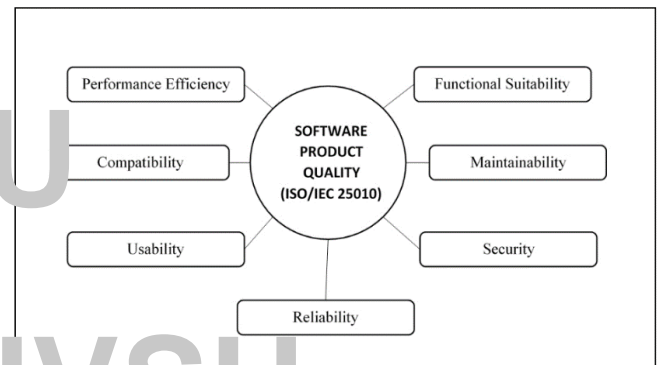 Performance Efficiency
Functional Suitability
SOFTWARE
PRODUCT
QUALITY
(ISO/IEC 25010)
Compatibility
Maintainability
Usability
Security
Reliability